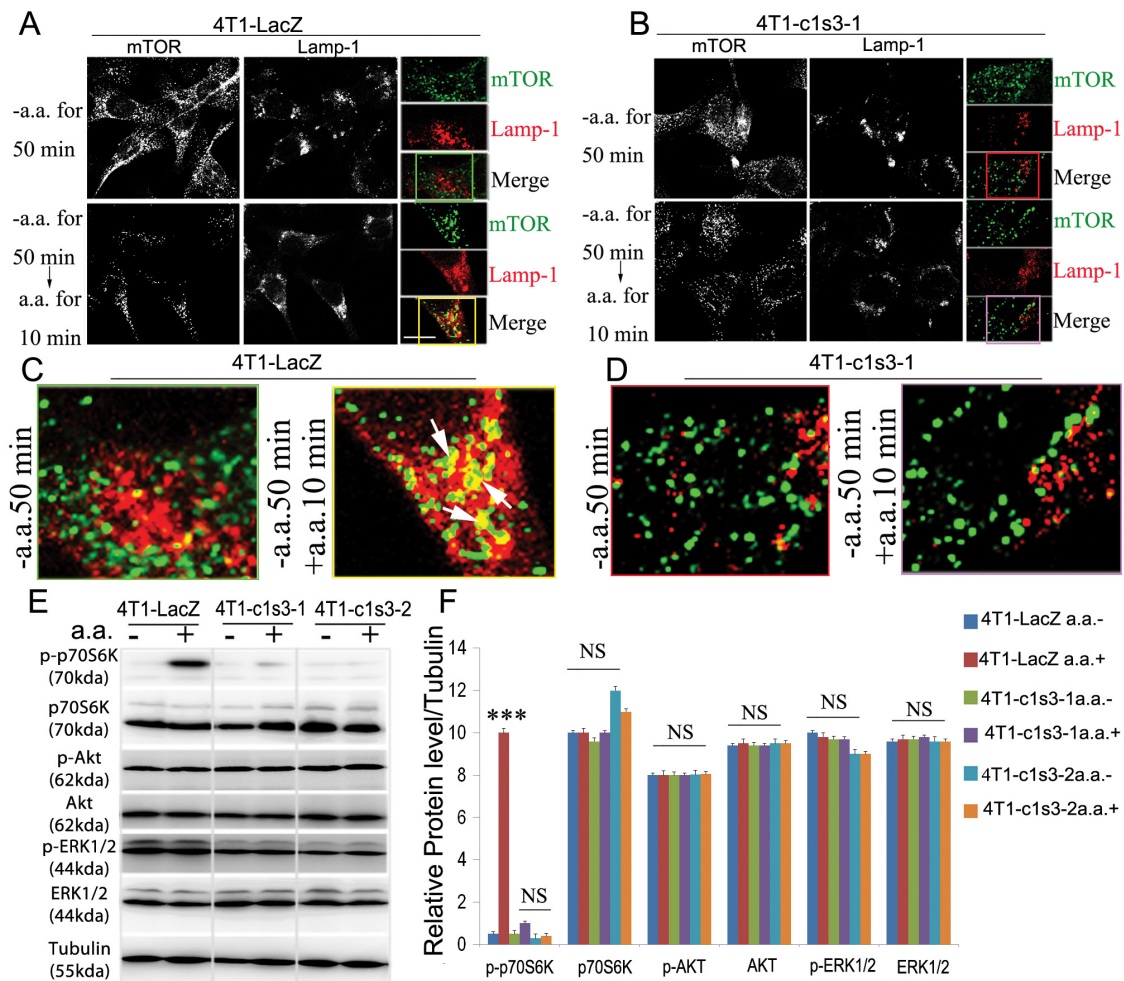 A
4T1-LacZ
mTOR
Lamp-1
-a.a. for
50 min
mTOR
Lamp-1
Merge
-a.a. for
50 min
a.a. for
10 min
mTOR
Lamp-1
Merge
B
4T1-c1s3-1
mTOR
Lamp-1
-a.a. for
50 min
mTOR
Lamp-1
Merge
-a.a. for
50 min
a.a. for
10 min
mTOR
Lamp-1
Merge
C
4T1-LacZ
-a.a.50 min
-a.a.50 min
+a.a.10 min
D
4T1-c1s3-1
-a.a.50 min
-a.a.50 min
+a.a.10 min
E
4T1-LacZ 4T1-c1s3-1 4T1-c1s3-2
a.a. - + - + - +
p-p70S6K
(70kda)
p70S6K
(70kda)
p-Akt
(62kda)
Akt
(62kda)
p-ERK1/2
(44kda)
ERK1/2
(44kda)
Tubulin
(55kda)
F
Relative Protein level/Tubulin
14
12
10
8
6
4
2
0
***
NS
NS
NS
NS
NS
NS
p-p70S6K p70S6K p-AKT AKT p-ERK1/2 ERK1/2
4T1-LacZ a.a.-
4T1-LacZ a.a.+
4T1-c1s3-1a.a.-
4T1-c1s3-1a.a.+
4T1-c1s3-2a.a.-
4T1-c1s3-2a.a.+